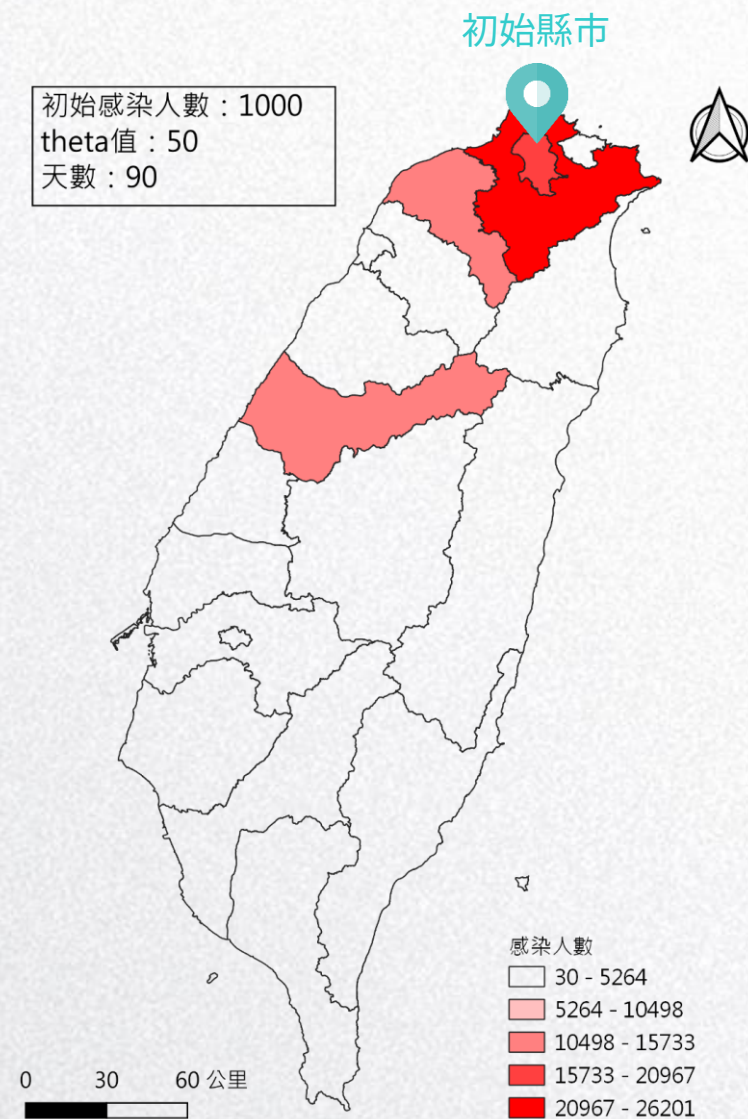 初始縣市
初始感染人數：1000
theta值：50
天數：90
感染人數
30 - 5264
5264 - 10498
10498 - 15733
15733 - 20967
20967 - 26201
0 30 60 公里